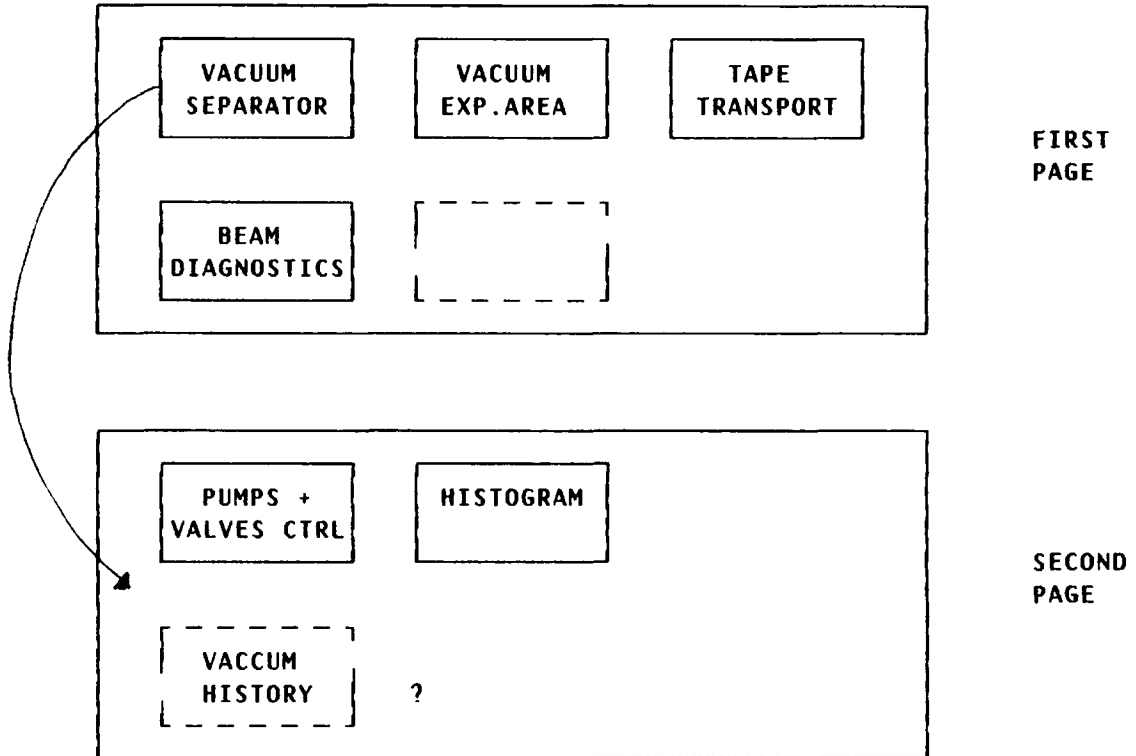 VACUUM
SEPARATOR
VACUUM
EXP.AREA
TAPE
TRANSPORT
FIRST
PAGE
BEAM
DIAGNOSTICS
PUMPS +
VALVES CTRL
HISTOGRAM
SECOND
PAGE
VACCUM
HISTORY
?